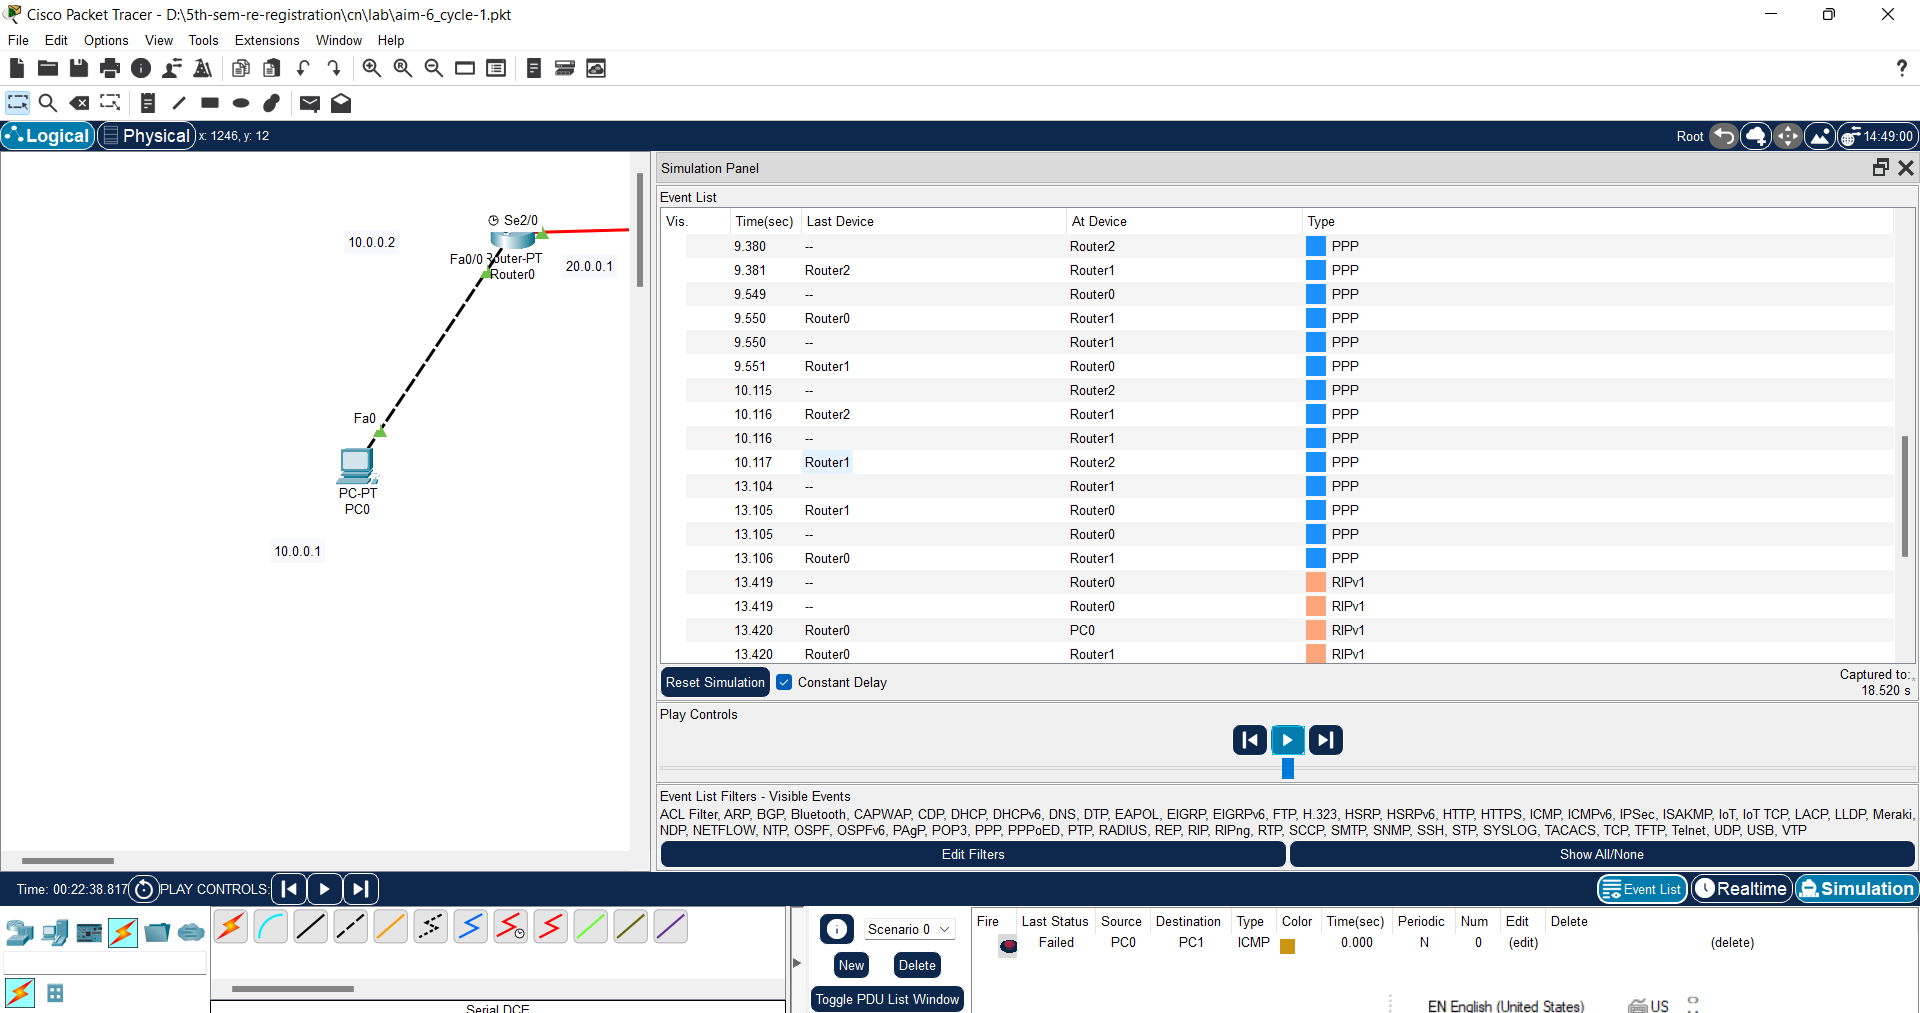 Cisco Packet Tracer - D:\5th-sem-re-registration\cn\lab\aim-6_cycle-1.pkt
File Edit Options View Tools Extensions Window Help
?
Logical Physical x: 1246, y: 12 Root 14:49:00
Se2/0
10.0.0.2
Fa0/0 Router-PT
Router0
20.0.0.1
Fa0
PC-PT
PC0
10.0.0.1
Simulation Panel
Event List
Vis. Time(sec) Last Device At Device Type
9.380 -- Router2 PPP
9.381 Router2 Router1 PPP
9.549 -- Router0 PPP
9.550 Router0 Router1 PPP
9.550 -- Router1 PPP
9.551 Router1 Router0 PPP
10.115 -- Router2 PPP
10.116 Router2 Router1 PPP
10.116 -- Router1 PPP
10.117 Router1 Router2 PPP
13.104 -- Router1 PPP
13.105 Router1 Router0 PPP
13.105 -- Router0 PPP
13.106 Router0 Router1 PPP
13.419 -- Router0 RIPv1
13.419 -- Router0 RIPv1
13.420 Router0 PC0 RIPv1
13.420 Router0 Router1 RIPv1
Reset Simulation Constant Delay Captured to:
18.520 s
Play Controls
Event List Filters - Visible Events
ACL Filter, ARP, BGP, Bluetooth, CAPWAP, CDP, DHCP, DHCPv6, DNS, DTP, EAPOL, EIGRP, EIGRPv6, FTP, H.323, HSRP, HSRPv6, HTTP, HTTPS, ICMP, ICMPv6, IPSec, ISAKMP, IoT, IoT TCP, LACP, LLDP, Meraki,
NDP, NETFLOW, NTP, OSPF, OSPFv6, PAgP, POP3, PPP, PPPoED, PTP, RADIUS, REP, RIP, RIPng, RTP, SCCP, SMTP, SNMP, SSH, STP, SYSLOG, TACACS, TCP, TFTP, Telnet, UDP, USB, VTP
Edit Filters Show All/None
Time: 00:22:38.817 PLAY CONTROLS: Event List Realtime Simulation
Serial DCE
Scenario 0
New Delete
Toggle PDU List Window
Fire Last Status Source Destination Type Color Time(sec) Periodic Num Edit Delete
Failed PC0 PC1 ICMP 0.000 N 0 (edit) (delete)
EN English (United States) US